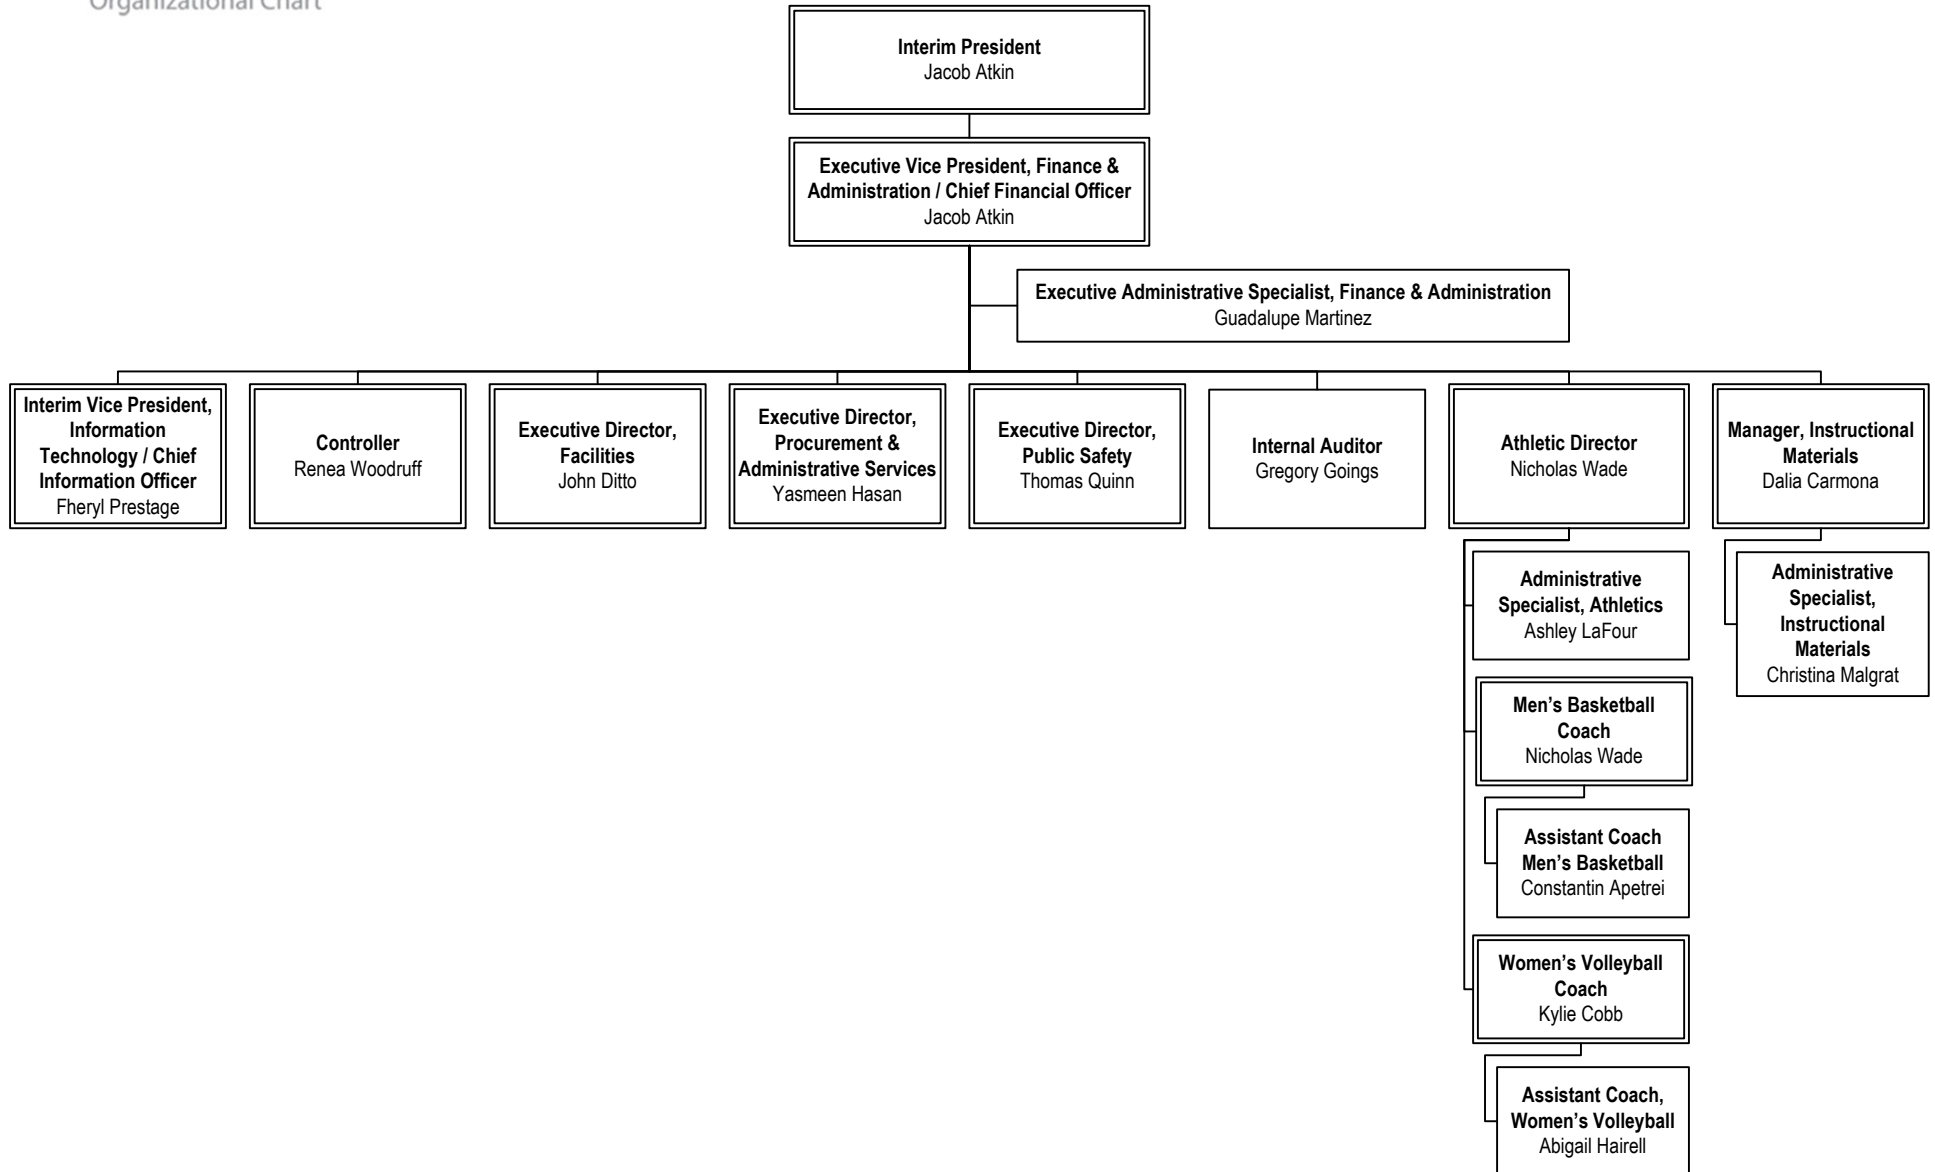 Organizational Chart
Interim President
Jacob Atkin
Executive Vice President, Finance &
Administration / Chief Financial Officer
Jacob Atkin
Executive Administrative Specialist, Finance & Administration
Guadalupe Martinez
Interim Vice President,
Information
Technology / Chief
Information Officer
Fheryl Prestage
Controller
Renea Woodruff
Executive Director,
Facilities
John Ditto
Executive Director,
Procurement &
Administrative Services
Yasmeen Hasan
Executive Director,
Public Safety
Thomas Quinn
Internal Auditor
Gregory Goings
Athletic Director
Nicholas Wade
Manager, Instructional
Materials
Dalia Carmona
Administrative
Specialist, Athletics
Ashley LaFour
Administrative
Specialist,
Instructional
Materials
Christina Malgrat
Men’s Basketball
Coach
Nicholas Wade
Assistant Coach
Men’s Basketball
Constantin Apetrei
Women’s Volleyball
Coach
Kylie Cobb
Assistant Coach,
Women’s Volleyball
Abigail Hairell